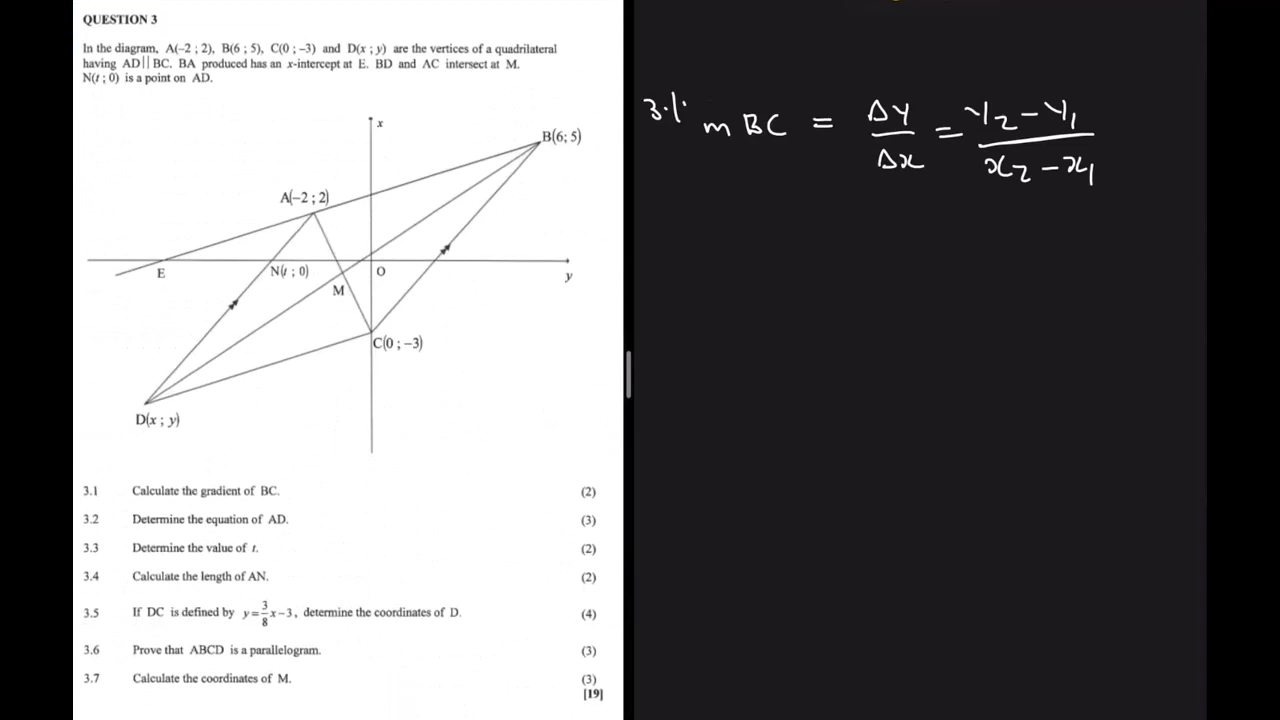 QUESTION 3
In the diagram, A(−2 ; 2), B(6 ; 5), C(0 ; −3) and D(x ; y) are the vertices of a quadrilateral
having AD∣∣BC. BA produced has an x-intercept at E. BD and AC intersect at M.
N(t ; 0) is a point on AD.
x
B(6; 5)
A(−2 ; 2)
E
N(t ; 0)
O
y
M
C(0 ; −3)
D(x ; y)
3.1 Calculate the gradient of BC. (2)
3.2 Determine the equation of AD. (3)
3.3 Determine the value of t. (2)
3.4 Calculate the length of AN. (2)
3.5 If DC is defined by y=3/8x−3, determine the coordinates of D. (4)
3.6 Prove that ABCD is a parallelogram. (3)
3.7 Calculate the coordinates of M. (3)
[19]
3.1. m BC = Δy/Δx = y₂ − y₁ / x₂ − x₁